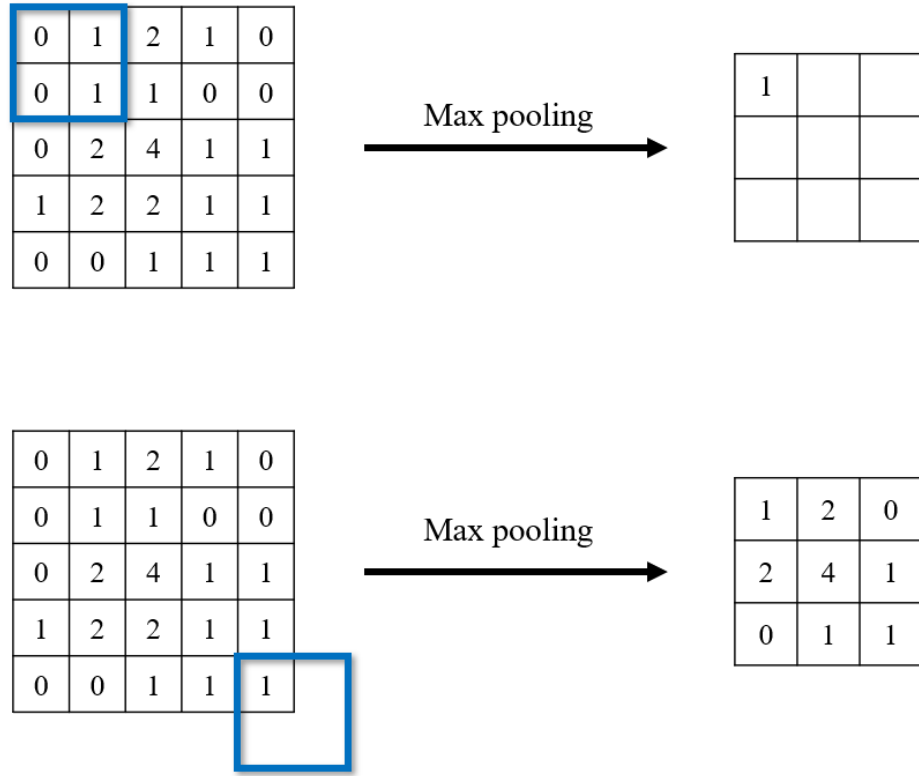 0 1 2 1 0
0 1 1 0 0
0 2 4 1 1
1 2 2 1 1
0 0 1 1 1
Max pooling
1
0 1 2 1 0
0 1 1 0 0
0 2 4 1 1
1 2 2 1 1
0 0 1 1 1
Max pooling
1 2 0
2 4 1
0 1 1